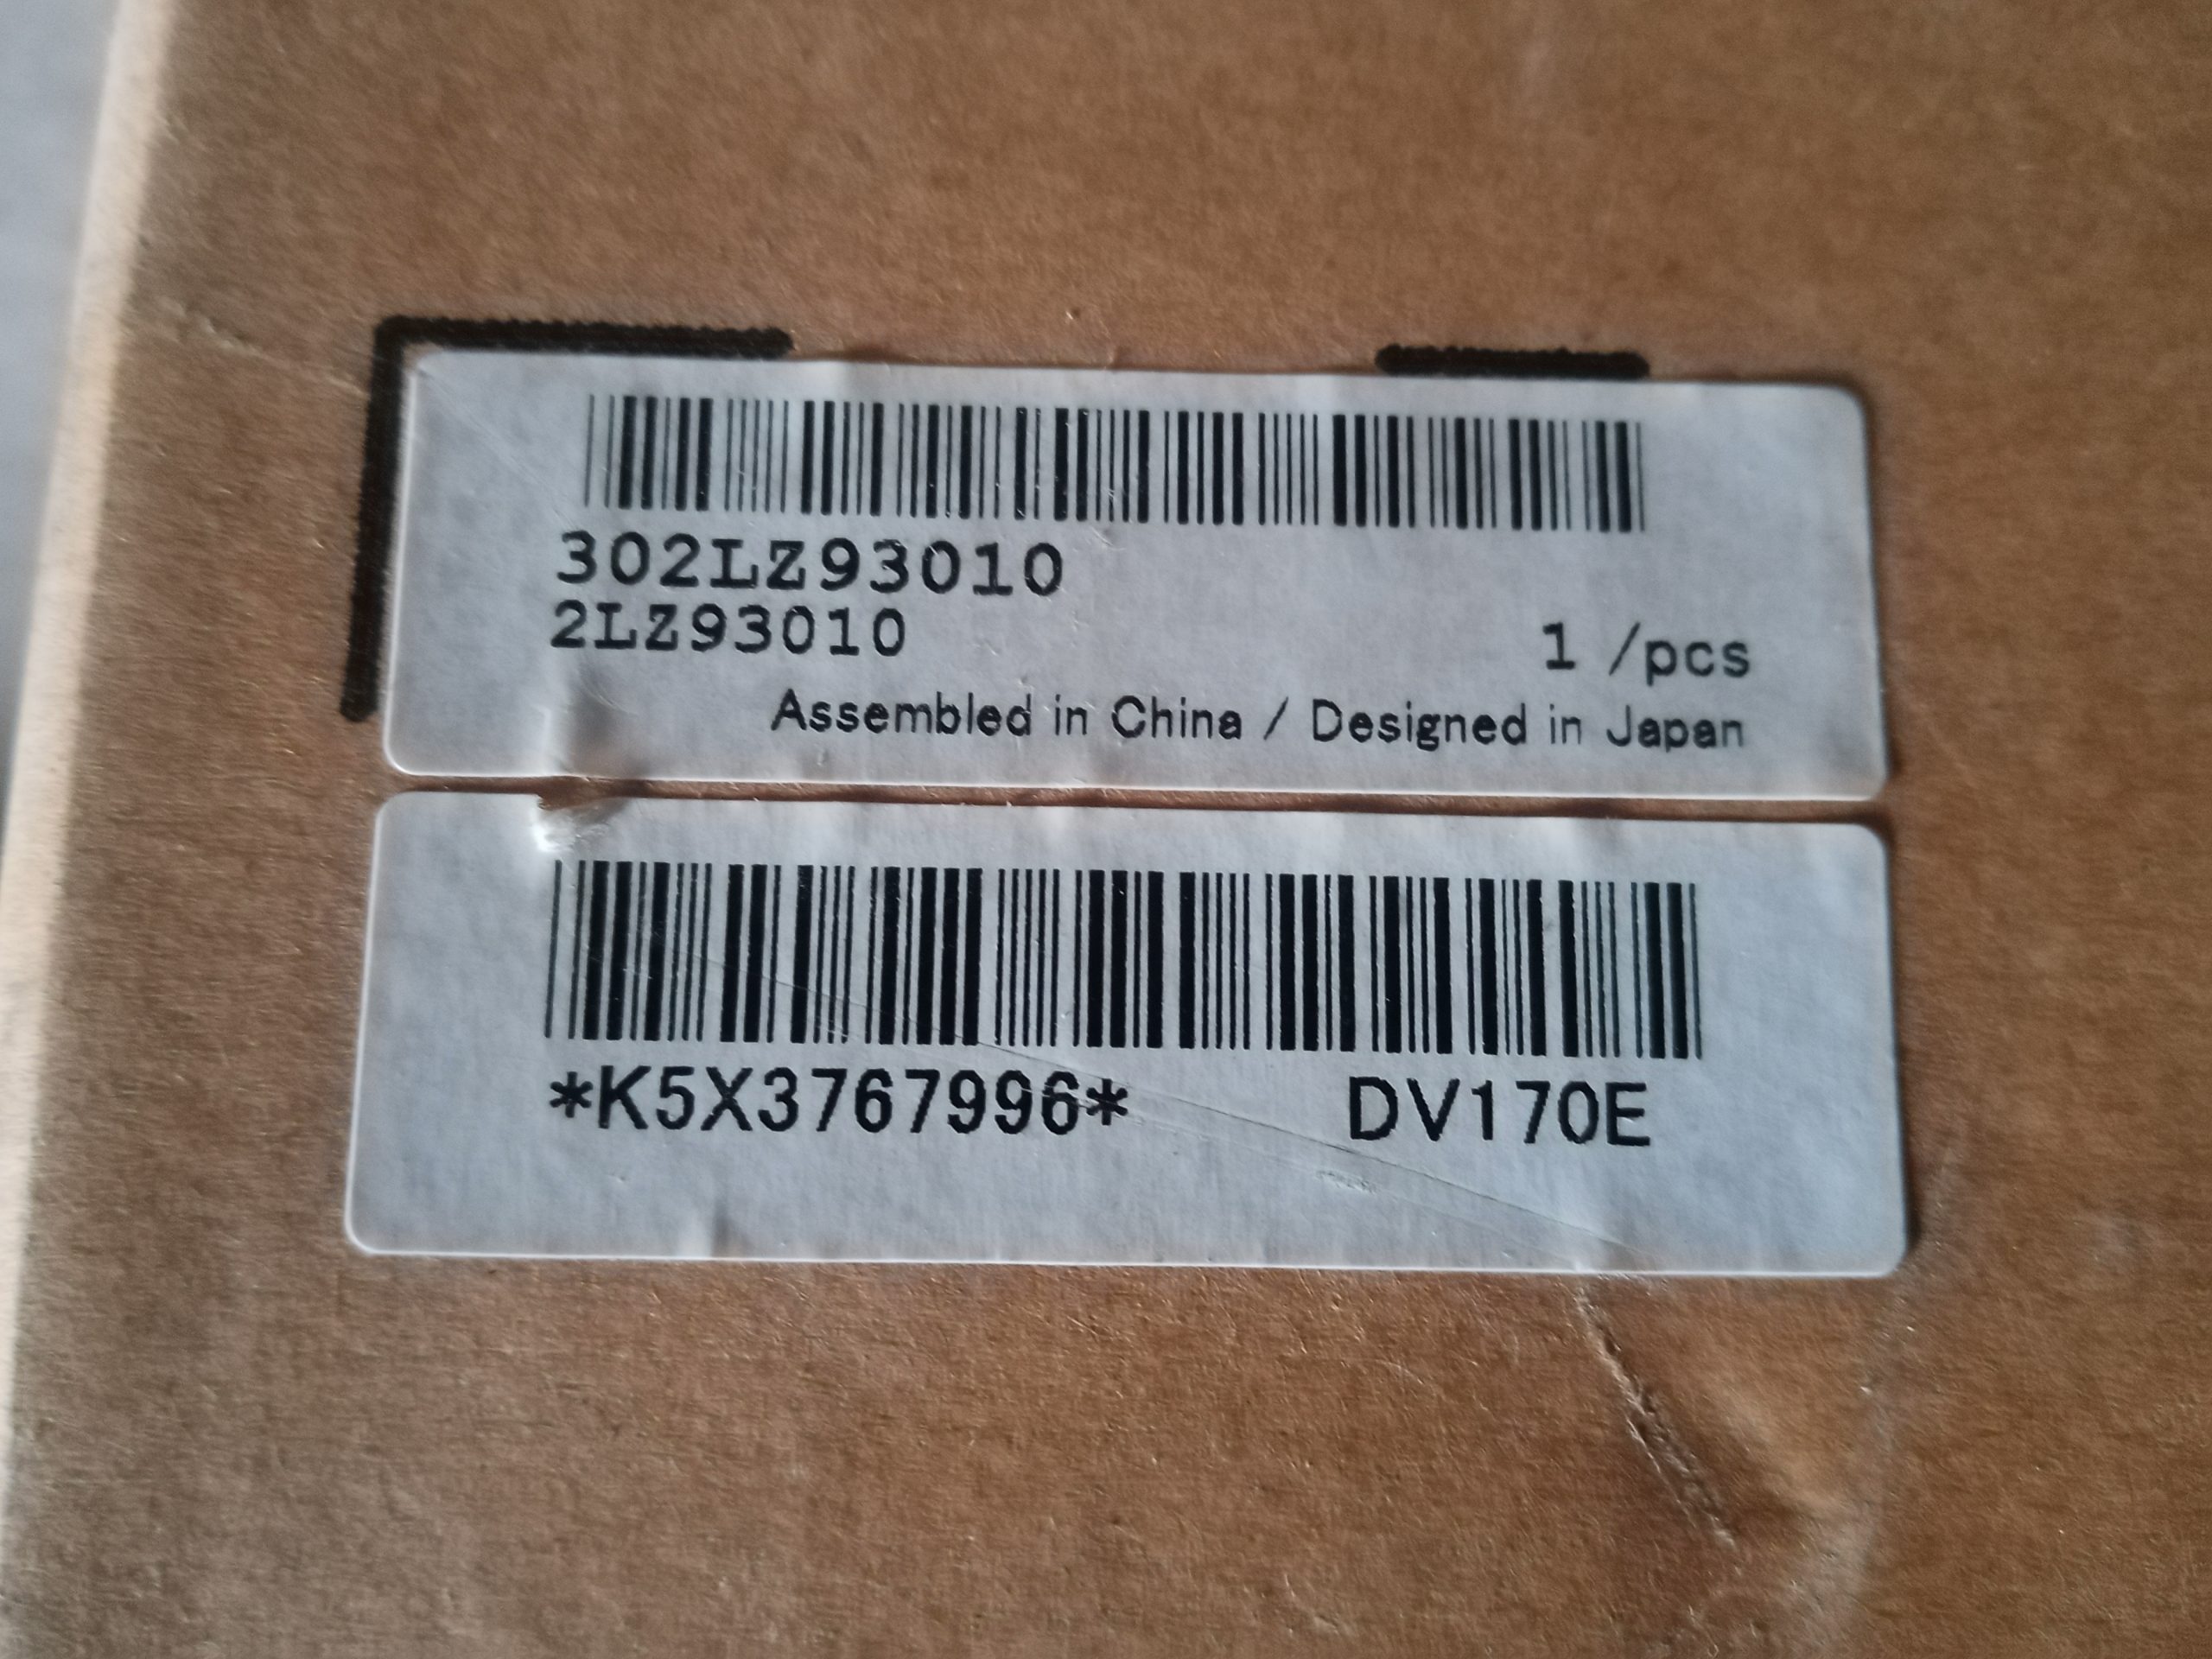 302LZ93010
2LZ93010
1 /pcs
Assembled in China / Designed in Japan
*K5X3767996* DV170E